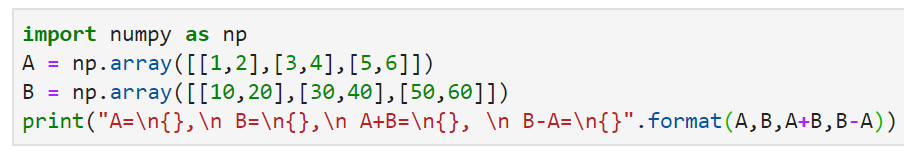 import numpy as np
A = np.array([[1,2],[3,4],[5,6]])
B = np.array([[10,20],[30,40],[50,60]])
print("A=\n{},\n B=\n{},\n A+B=\n{}, \n B-A=\n{}".format(A,B,A+B,B-A))